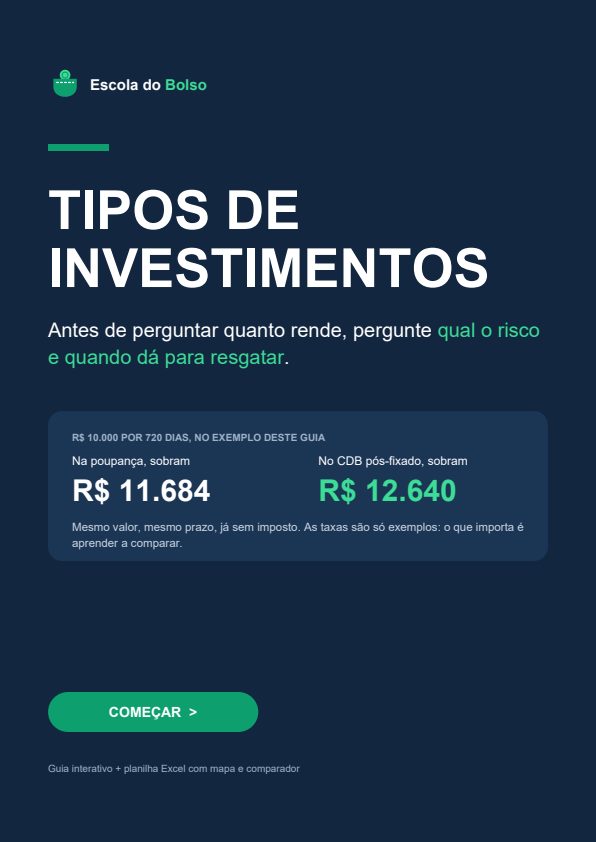 Escola do Bolso
TIPOS DE
INVESTIMENTOS
Antes de perguntar quanto rende, pergunte qual o risco
e quando dá para resgatar.
R$ 10.000 POR 720 DIAS, NO EXEMPLO DESTE GUIA
Na poupança, sobram
R$ 11.684
No CDB pós-fixado, sobram
R$ 12.640
Mesmo valor, mesmo prazo, já sem imposto. As taxas são só exemplos: o que importa é
aprender a comparar.
COMEÇAR >
Guia interativo + planilha Excel com mapa e comparador